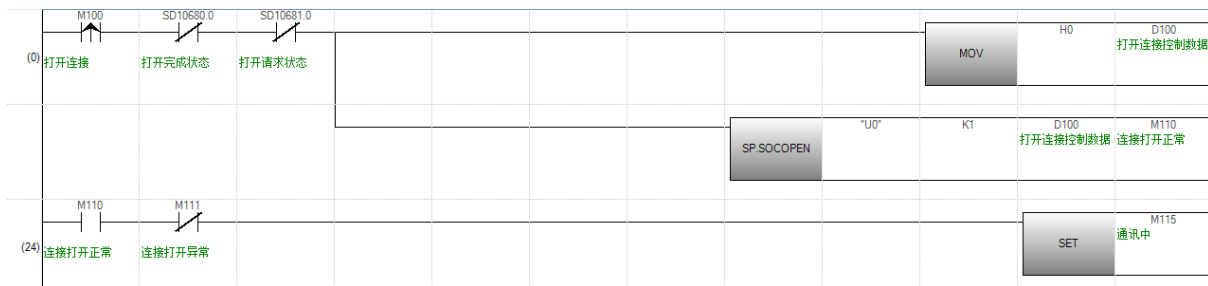 M100 SD10680.0 SD10681.0 H0 D100
(0) 打开连接 打开完成状态 打开请求状态 MOV 打开连接控制数据
"U0" K1 D100 M110
SP.SOCOPEN 打开连接控制数据 连接打开正常
M110 M111 M115
(24) 连接打开正常 连接打开异常 SET 通讯中